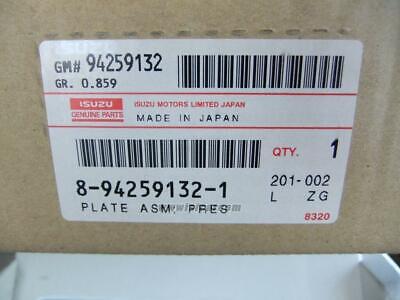 GM# 94259132
GR. 0.859
ISUZU
GENUINE PARTS
ISUZU MOTORS LIMITED JAPAN
MADE IN JAPAN
QTY. 1
8-94259132-1
201-002
PLATE ASM, PRES
L ZG
8320